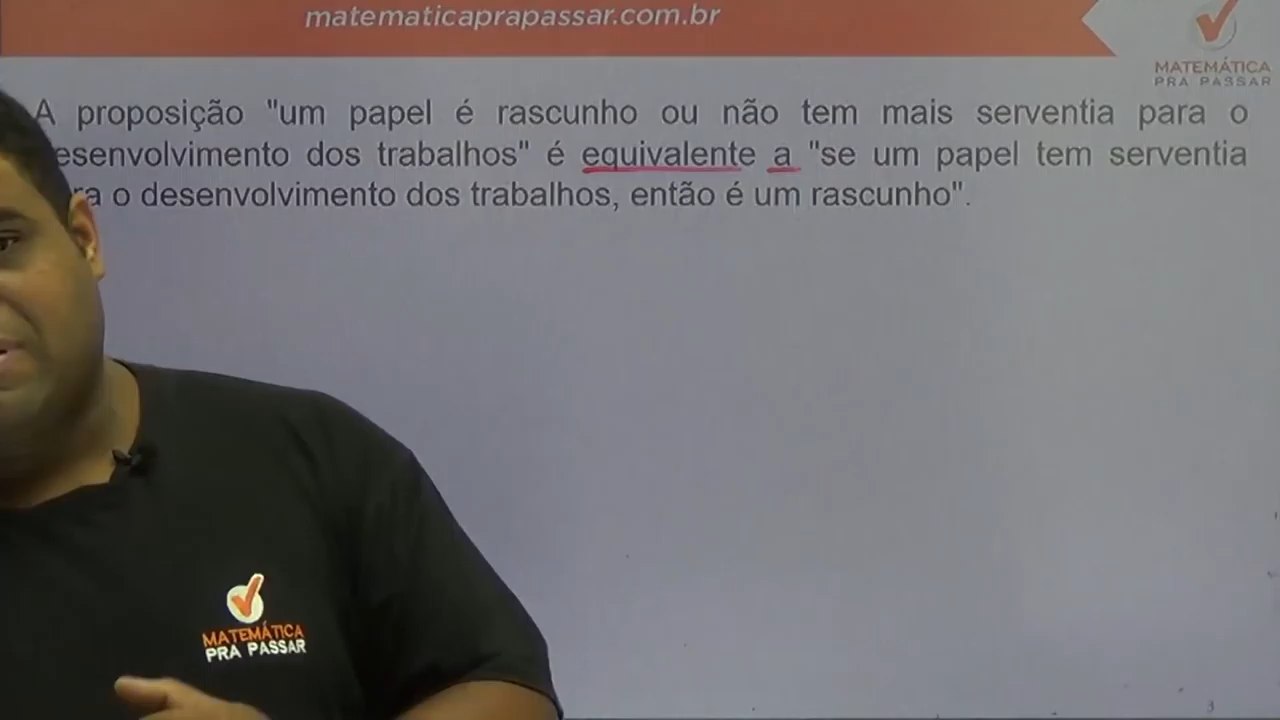 matematicaprapassar.com.br
MATEMÁTICA
PRA PASSAR
A proposição "um papel é rascunho ou não tem mais serventia para o
esenvolvimento dos trabalhos" é equivalente a "se um papel tem serventia
a o desenvolvimento dos trabalhos, então é um rascunho".
MATEMÁTICA
PRA PASSAR